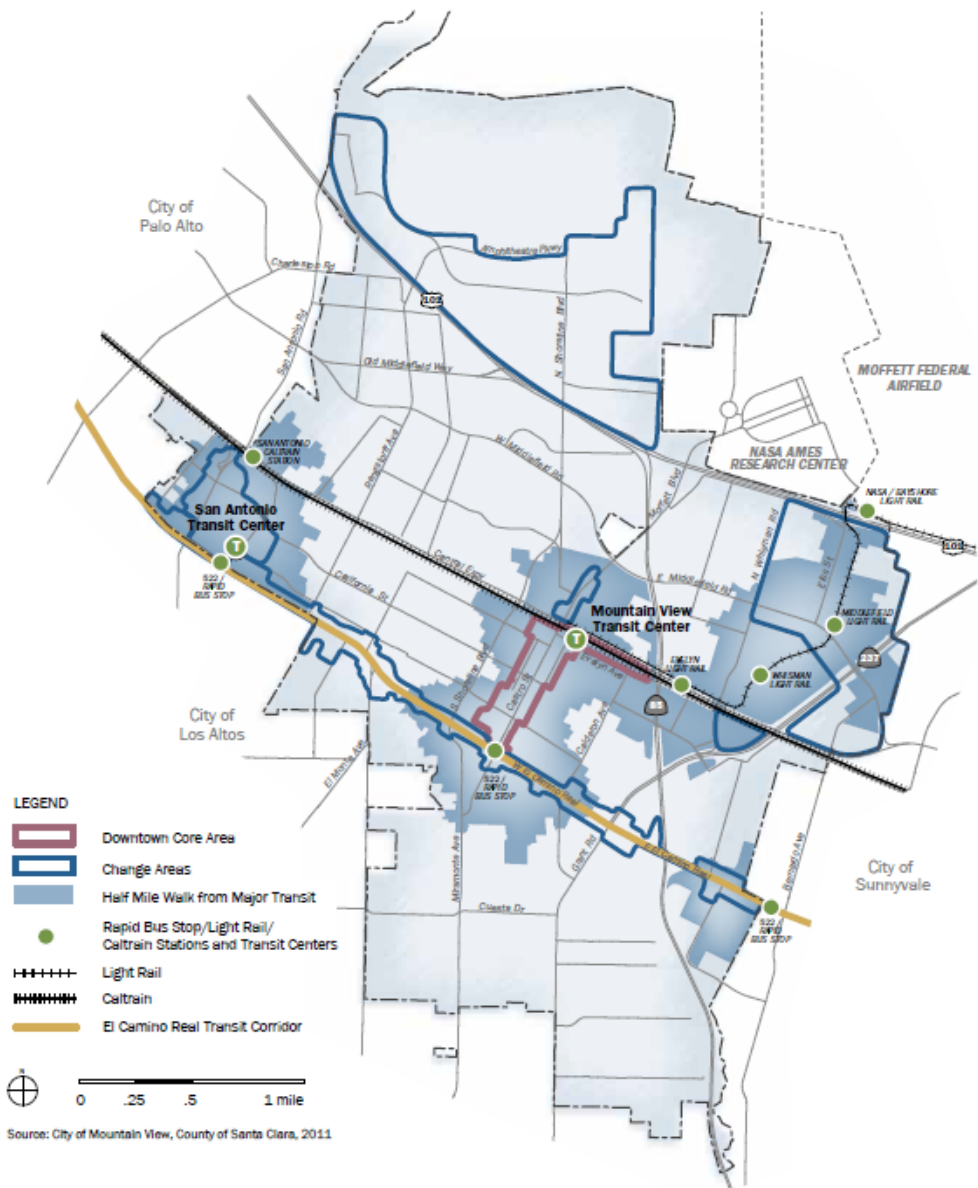 City of
Palo Alto
Charleston Rd
San Antonio Rd
101
Amphitheatre Pkwy
N Shoreline Blvd
Old Middlefield Way
MOFFETT FEDERAL
AIRFIELD
NASA AMES
RESEARCH CENTER
SAN ANTONIO
CALTRAIN
STATION
Rengstorff Ave
W Middlefield Rd
Moffett Blvd
NASA / BAYSHORE
LIGHT RAIL
101
San Antonio
Transit Center
T
522 /
RAPID
BUS STOP
California St
Central Expy
E Middlefield Rd
N Whisman Rd
Ellis St
MIDDLEFIELD
LIGHT RAIL
Mountain View
Transit Center
T
Evelyn Ave
EVELYN
LIGHT RAIL
WHISMAN
LIGHT RAIL
237
85
S Shoreline Blvd
Castro St
Calderon Ave
City of
Los Altos
El Monte Ave
522 /
RAPID
BUS STOP
W El Camino Real
Miramonte Ave
Grant Rd
E El Camino Real
Bernardo Ave
City of
Sunnyvale
Cuesta Dr
522 /
RAPID
BUS STOP
LEGEND
Downtown Core Area
Change Areas
Half Mile Walk from Major Transit
Rapid Bus Stop/Light Rail/
Caltrain Stations and Transit Centers
Light Rail
Caltrain
El Camino Real Transit Corridor
N
0 .25 .5 1 mile
Source: City of Mountain View, County of Santa Clara, 2011